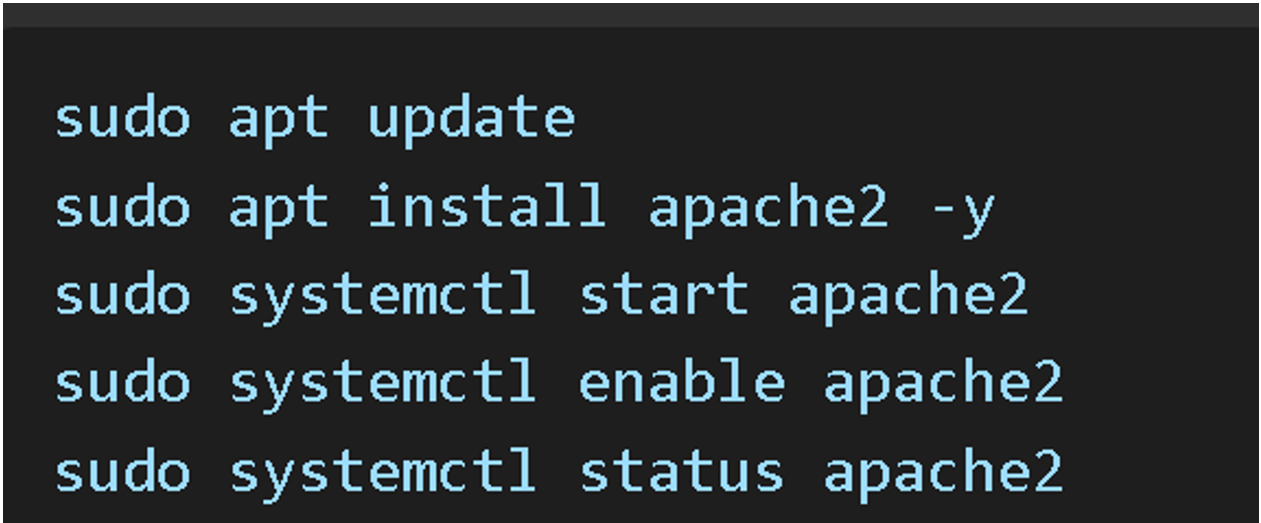 sudo apt update
sudo apt install apache2 -y
sudo systemctl start apache2
sudo systemctl enable apache2
sudo systemctl status apache2